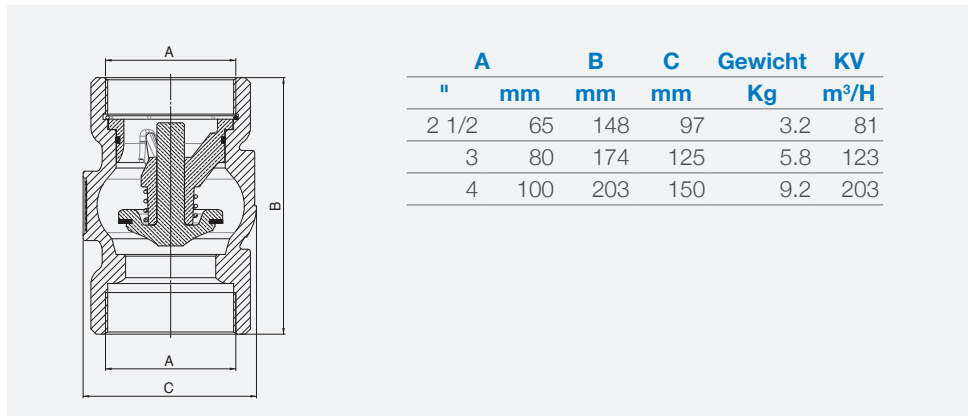 A
B
A
C
A B C Gewicht KV
" mm mm mm Kg m³/H
2 1/2 65 148 97 3.2 81
3 80 174 125 5.8 123
4 100 203 150 9.2 203